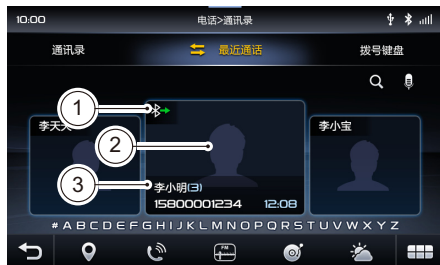 10:00 电话>通讯录
通讯录 最近通话 拨号键盘
1
李天天 李小宝
2
3 李小明(3)
15800001234 12:08
# A B C D E F G H I J K L M N O P Q R S T U V W X Y Z
FM